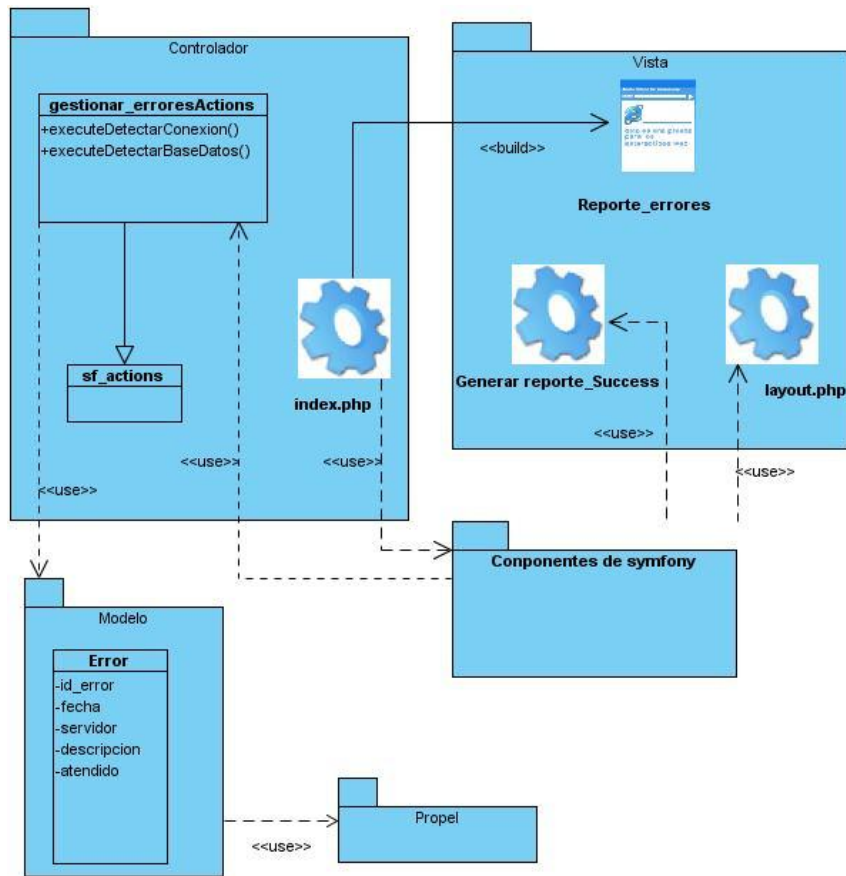 Controlador
gestionar_erroresActions
+executeDetectarConexion()
+executeDetectarBaseDatos()
sf_actions
index.php
<<use>>
<<use>>
<<use>>
Vista
<<build>>
Reporte_errores
Generar reporte_Success
layout.php
<<use>>
<<use>>
Conponentes de symfony
Modelo
Error
-id_error
-fecha
-servidor
-descripcion
-atendido
<<use>>
Propel